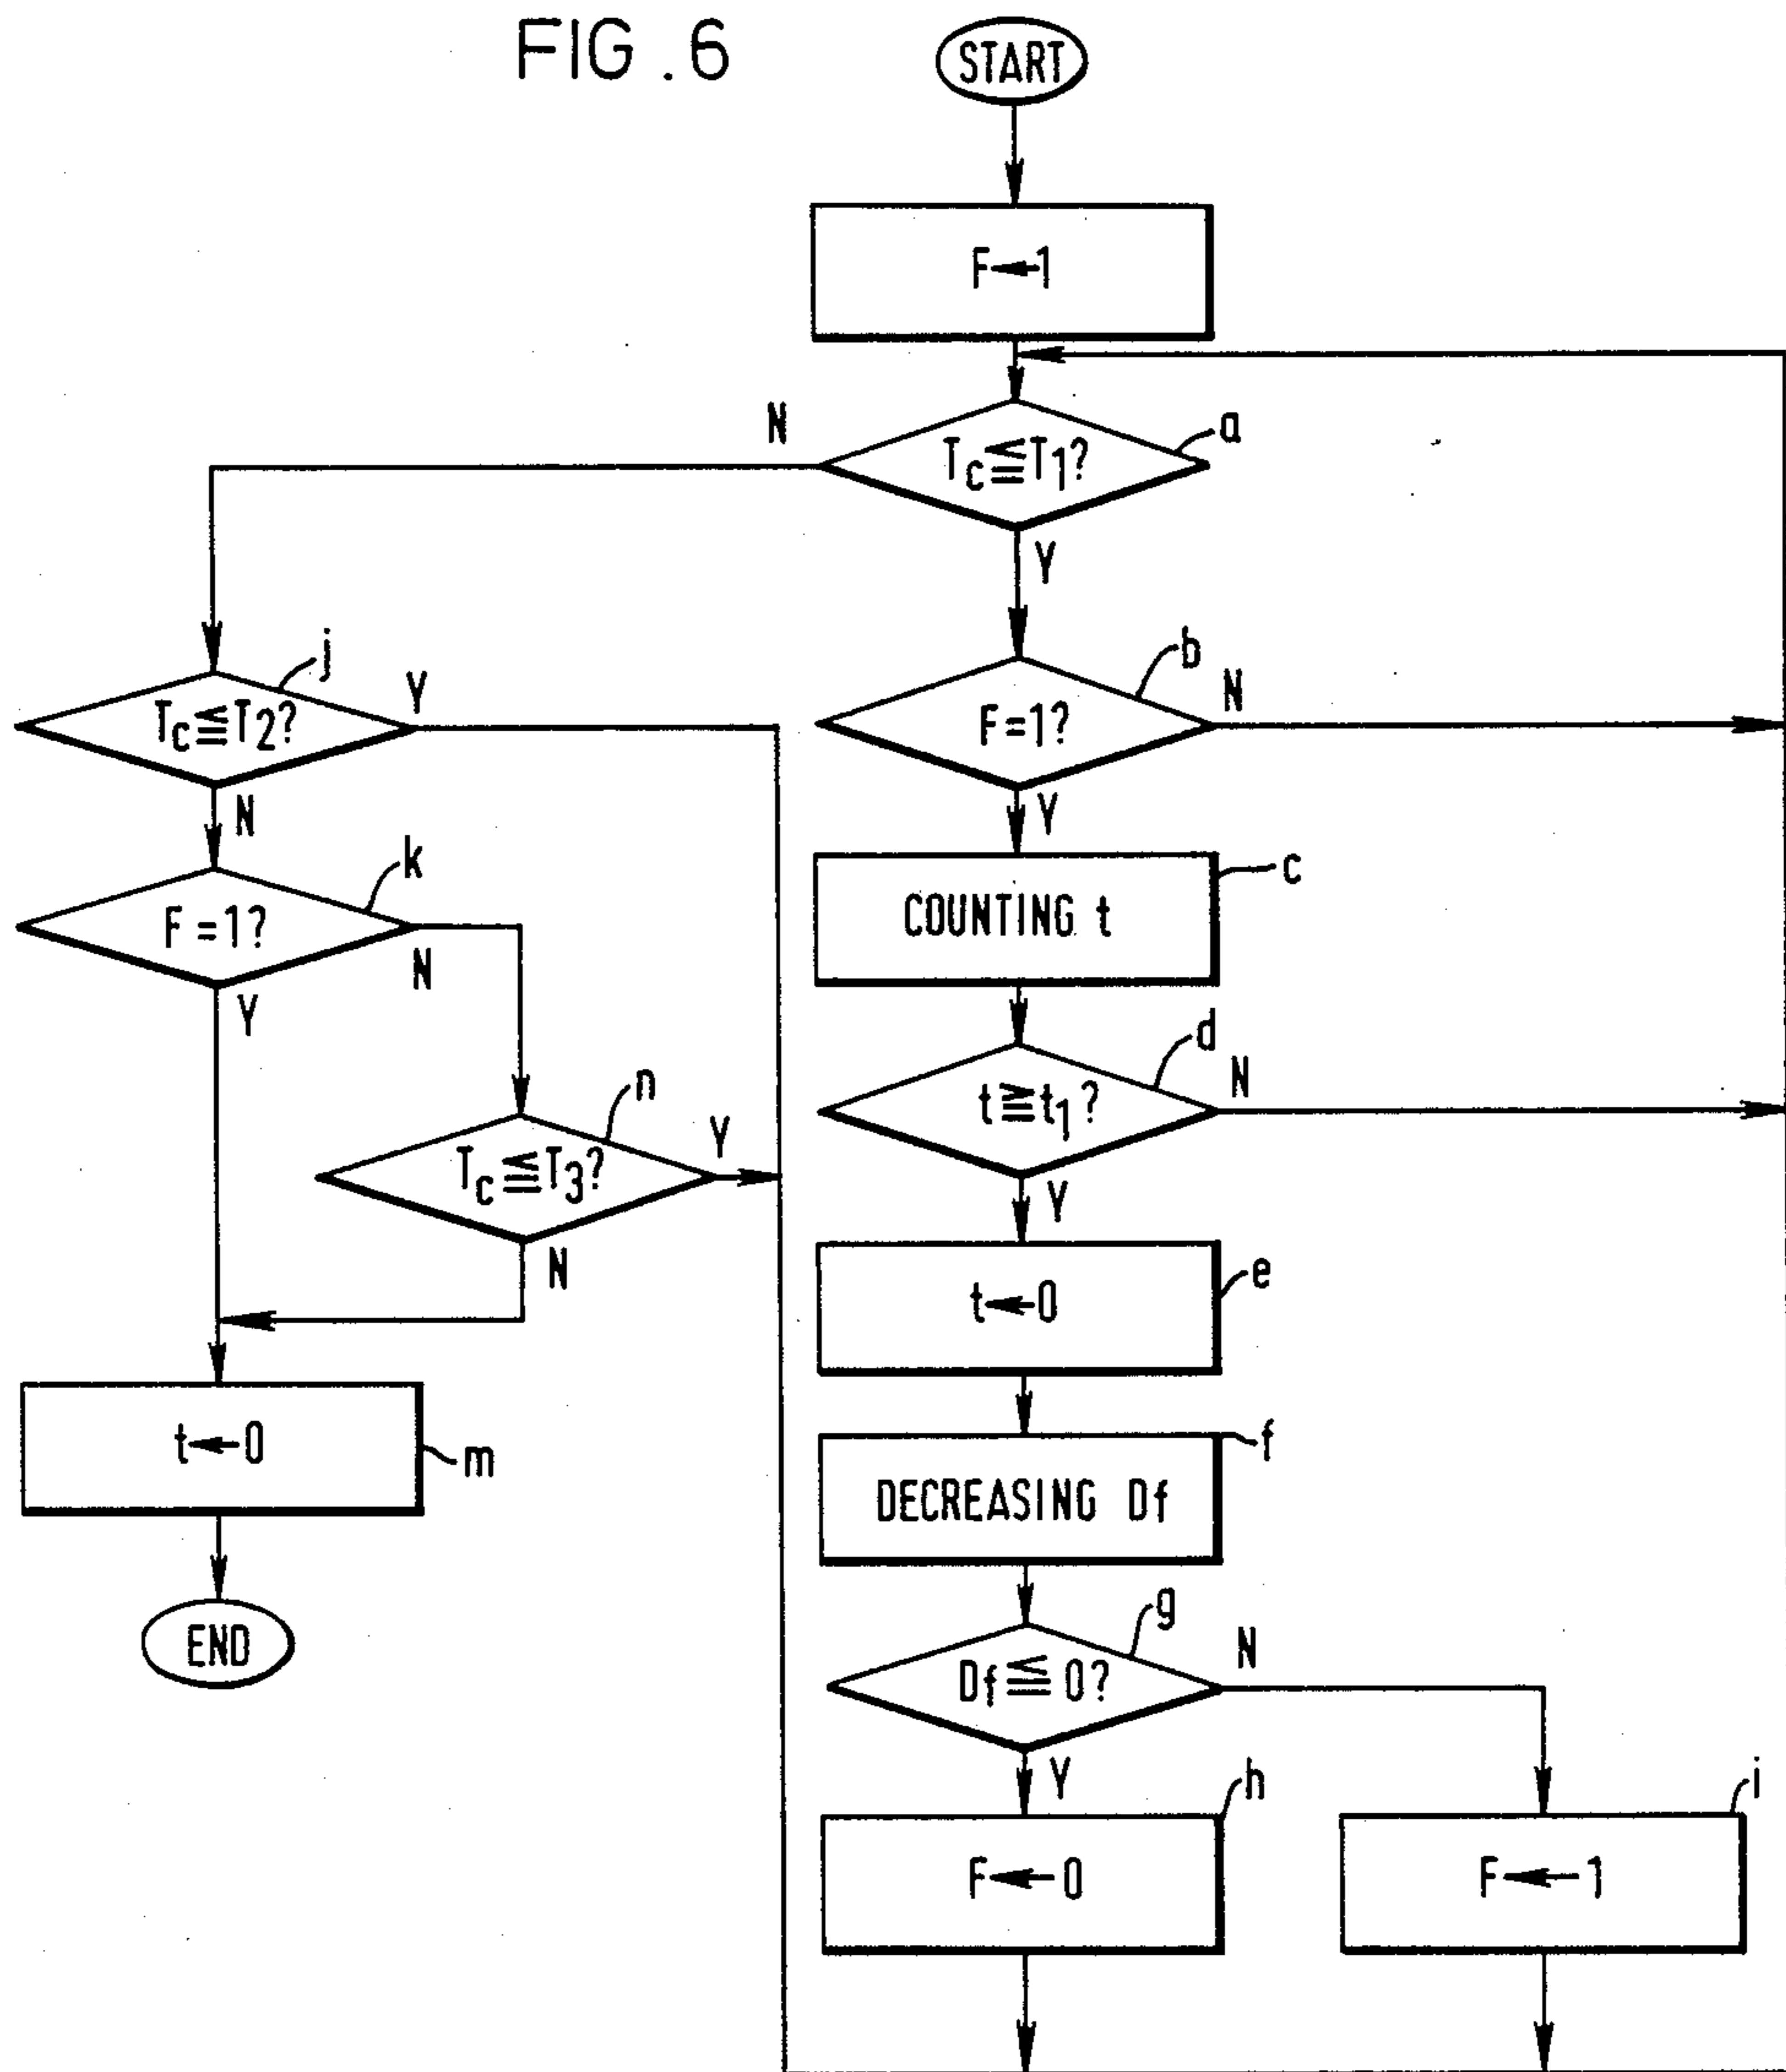 FIG. 6
START
F←1
N
a
Tc≦T1?
Y
j
Y
b
N
Tc≦T2?
F=1?
N
Y
k
c
F=1?
COUNTING t
N
Y
d
N
n
Y
t≧t1?
Tc≦T3?
Y
N
e
t←0
t←0
m
f
DECREASING Df
END
g
N
Df≦0?
Y
h
i
F←0
F←1